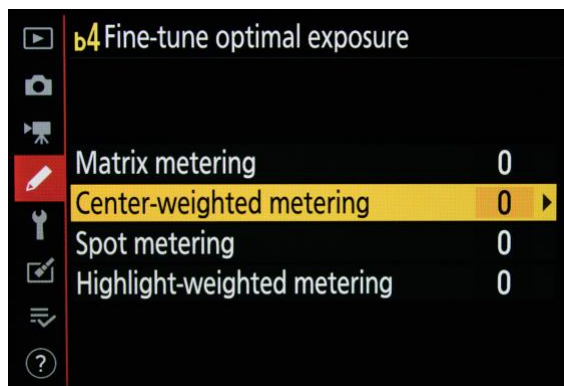 b4 Fine-tune optimal exposure
Matrix metering 0
Center-weighted metering 0
Spot metering 0
Highlight-weighted metering 0
?